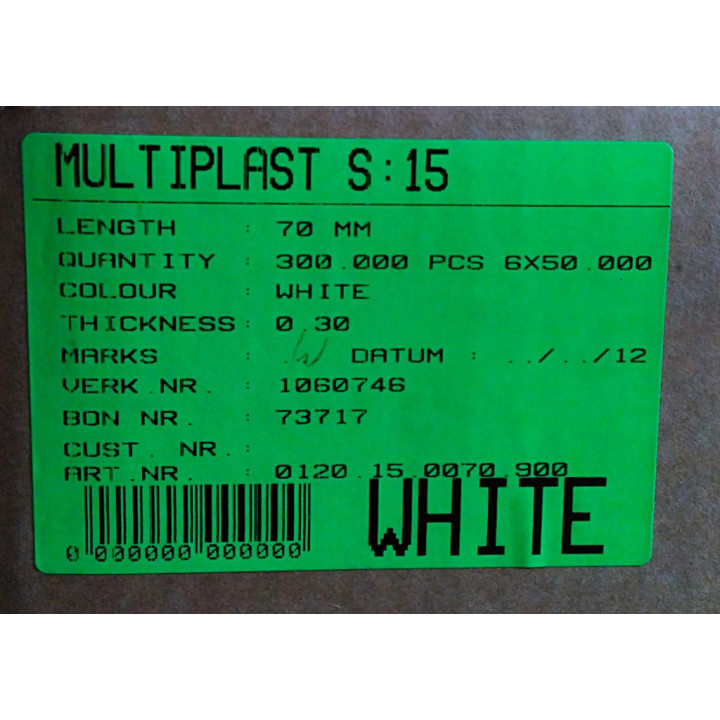 MULTIPLAST S:15
LENGTH : 70 MM
QUANTITY : 300.000 PCS 6X50.000
COLOUR : WHITE
THICKNESS : 0.30
MARKS : . DATUM : ../../12
VERK.NR. : 1060746
BON NR. : 73717
CUST. NR. :
ART.NR. : 0120.15.0070.900
0 000000 000000
WHITE